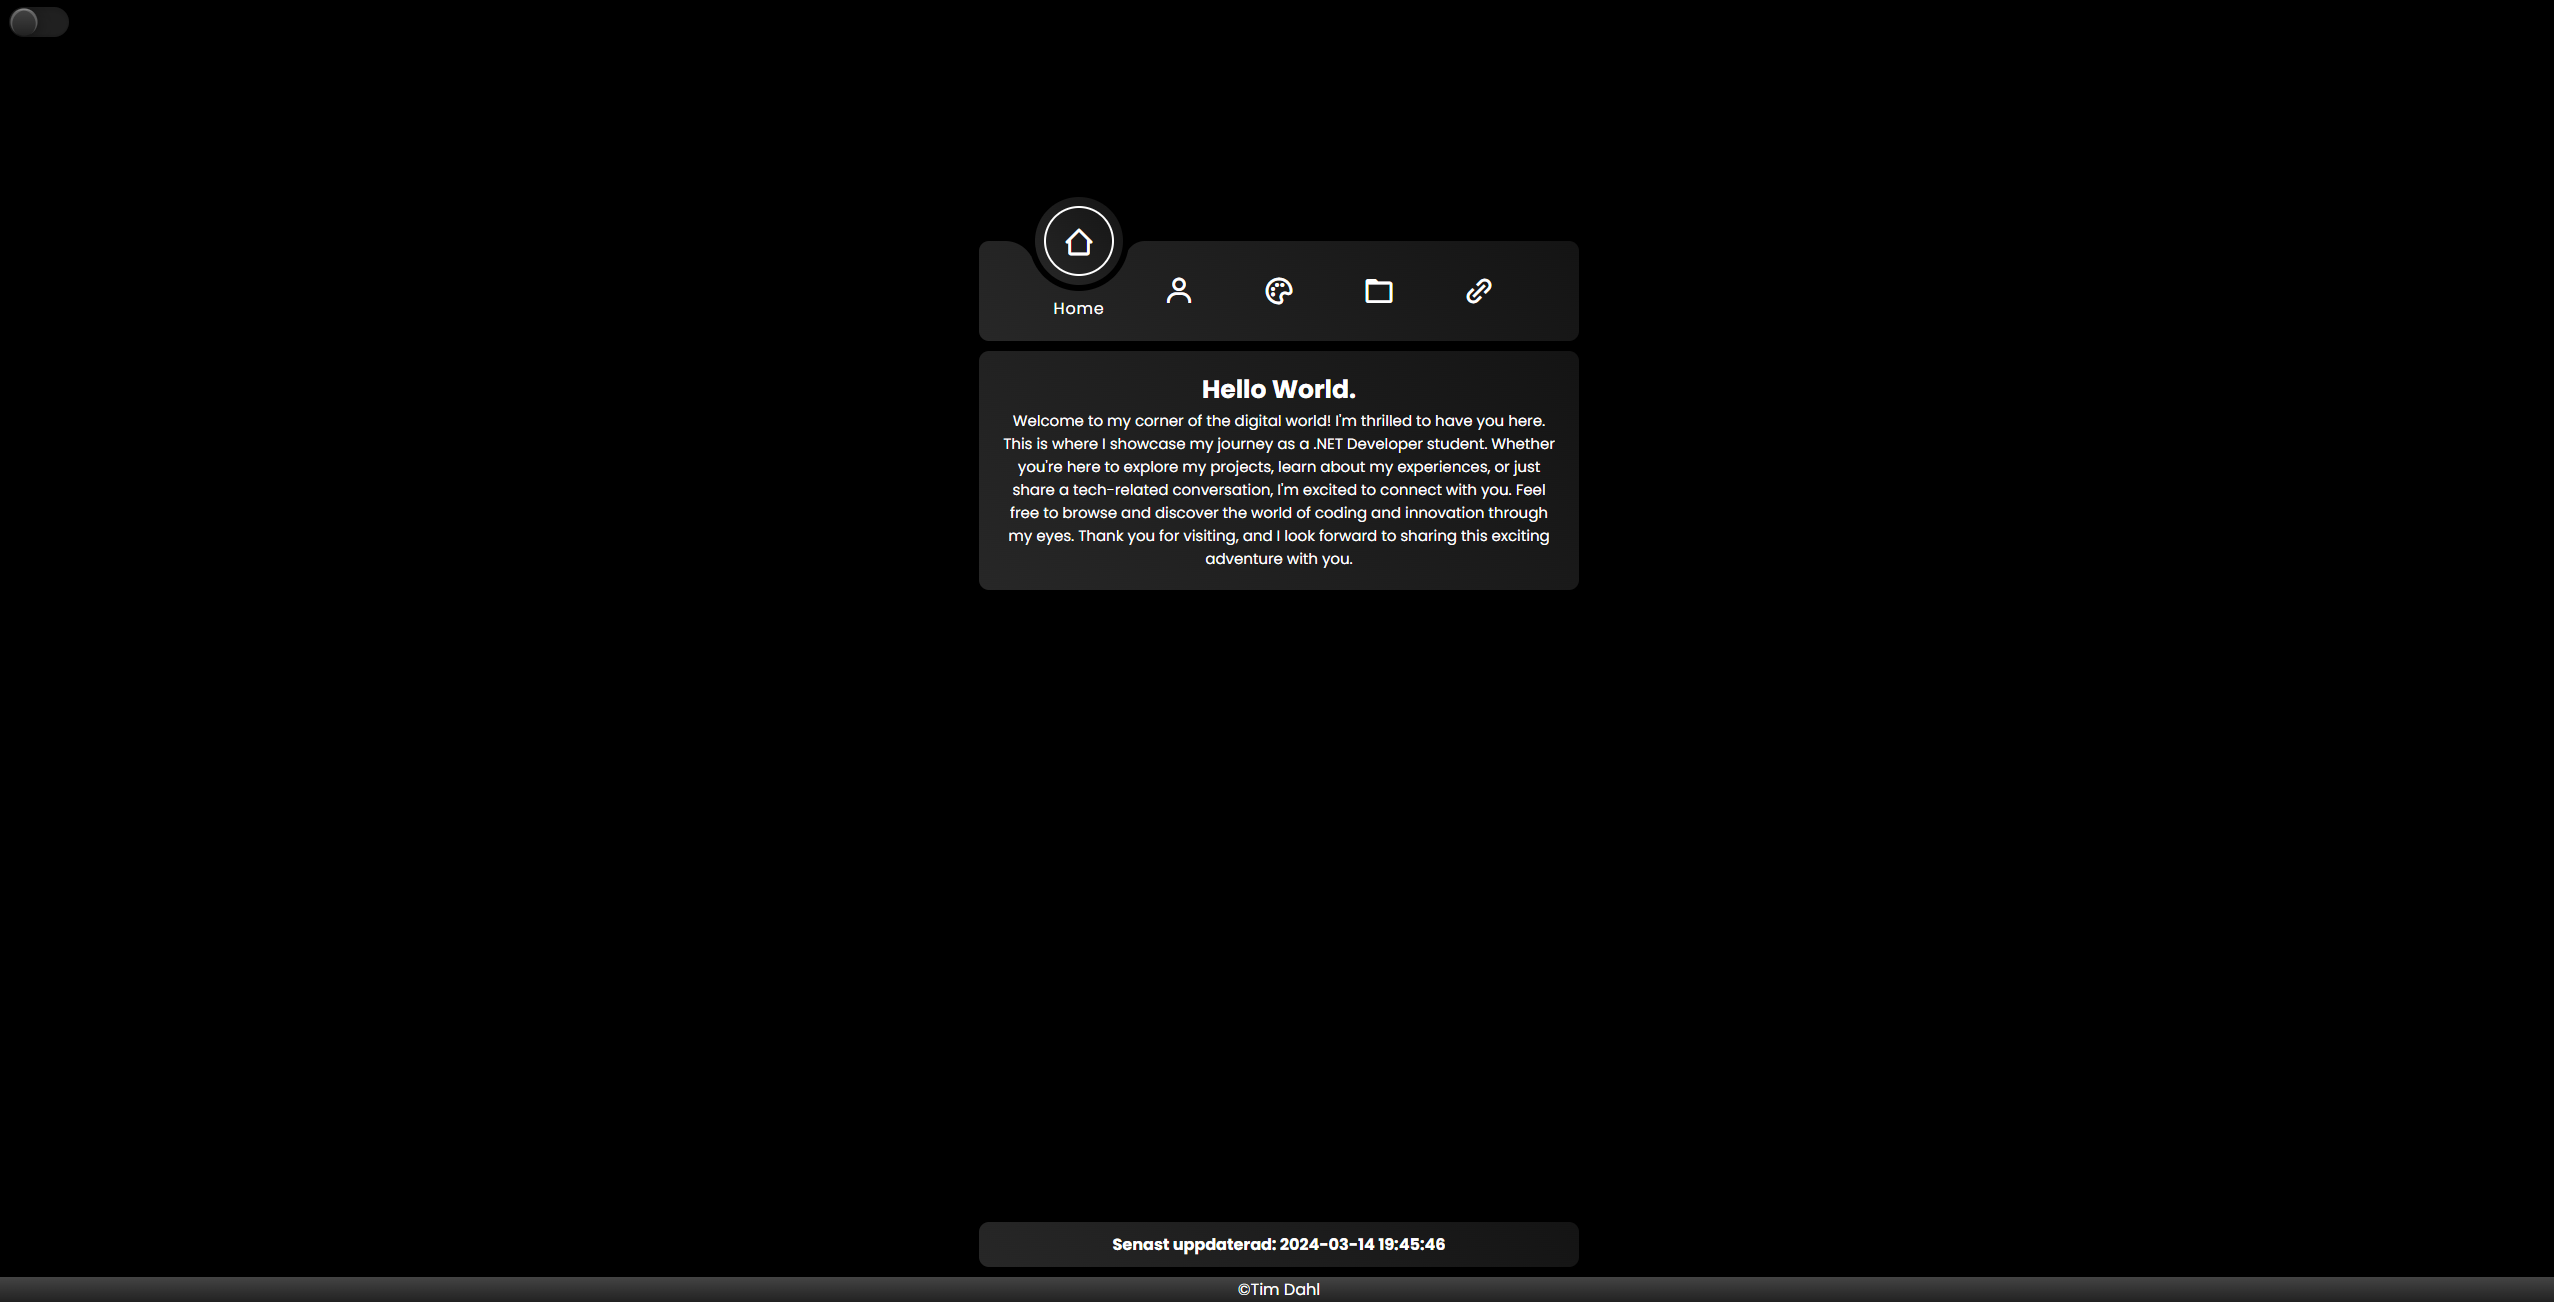 Home
Hello World.
Welcome to my corner of the digital world! I'm thrilled to have you here.
This is where I showcase my journey as a .NET Developer student. Whether
you're here to explore my projects, learn about my experiences, or just
share a tech-related conversation, I'm excited to connect with you. Feel
free to browse and discover the world of coding and innovation through
my eyes. Thank you for visiting, and I look forward to sharing this exciting
adventure with you.
Senast uppdaterad: 2024-03-14 19:45:46
©Tim Dahl